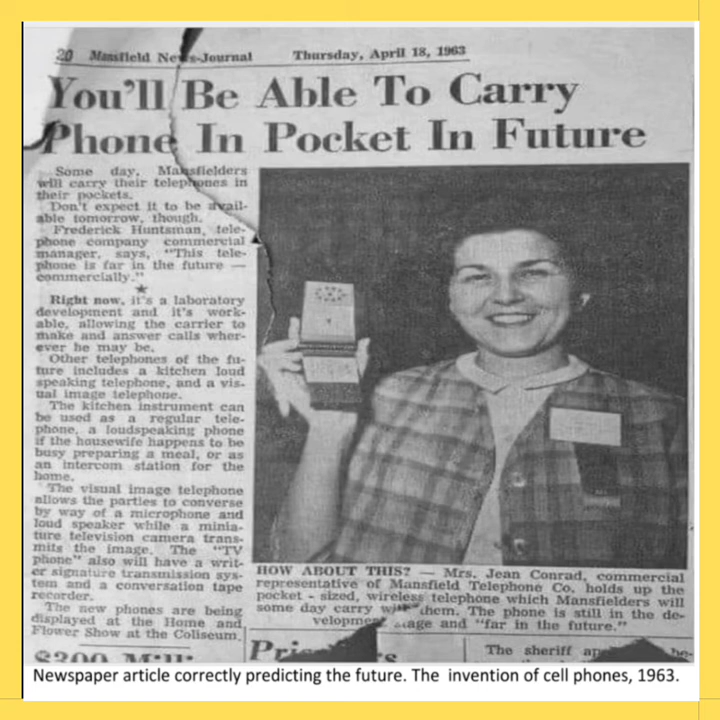 20 Mansfield News-Journal Thursday, April 18, 1963
You'll Be Able To Carry
Phone In Pocket In Future
Some day, Mansfielders
will carry their telephones in
their pockets.
Don't expect it to be avail-
able tomorrow, though.
Frederick Huntsman, tele-
phone company commercial
manager, says, "This tele-
phone is far in the future —
commercially."
Right now, it's a laboratory
development and it's work-
able, allowing the carrier to
make and answer calls wher-
ever he may be.
Other telephones of the fu-
ture includes a kitchen loud
speaking telephone, and a vis-
ual image telephone.
The kitchen instrument can
be used as a regular tele-
phone, a loudspeaking phone
if the housewife happens to be
busy preparing a meal, or as
an intercom station for the
home.
The visual image telephone
allows the parties to converse
by way of a microphone and
loud speaker while a minia-
ture television camera trans-
mits the image. The "TV
phone" also will have a writ-
er signature transmission sys-
tem and a conversation tape
recorder.
The new phones are being
displayed at the Home and
Flower Show at the Coliseum.
HOW ABOUT THIS? — Mrs. Jean Conrad, commercial
representative of Mansfield Telephone Co. holds up the
pocket - sized, wireless telephone which Mansfielders will
some day carry with them. The phone is still in the de-
velopment stage and "far in the future."
The sheriff
Newspaper article correctly predicting the future. The invention of cell phones, 1963.